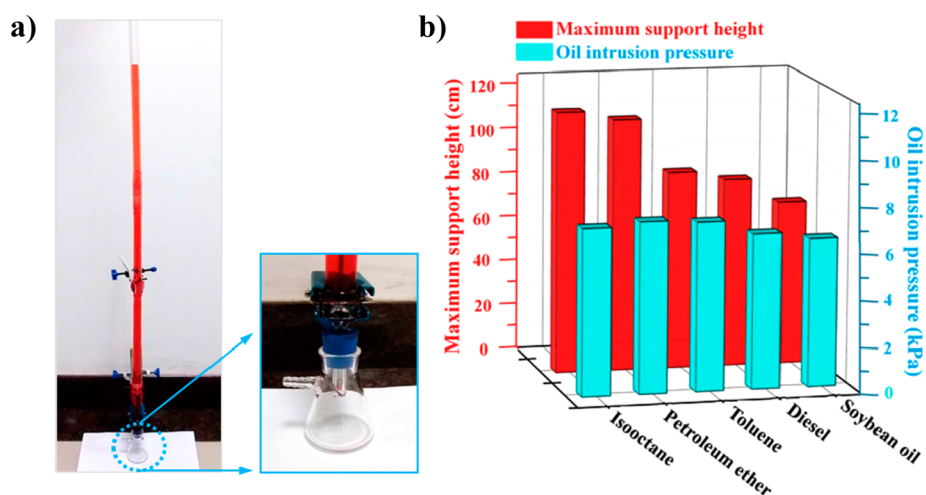 a)
b)
Maximum support height
Oil intrusion pressure
Maximum support height (cm)
120
100
80
60
40
20
0
Oil intrusion pressure (kPa)
12
10
8
6
4
2
0
Isooctane
Petroleum ether
Toluene
Diesel
Soybean oil